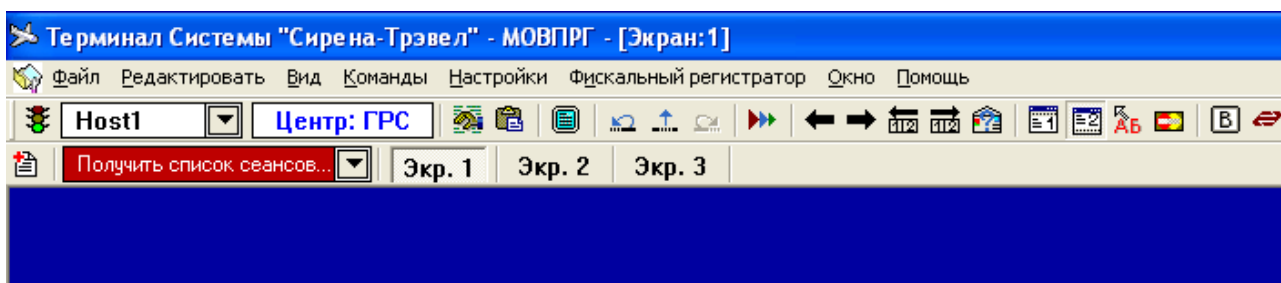 Терминал Системы "Сирена-Трэвел" - МОВПРГ - [Экран:1]
Файл Редактировать Вид Команды Настройки Фискальный регистратор Окно Помощь
Host1 Центр: ГРС АБ B
Получить список сеансов... Экр. 1 Экр. 2 Экр. 3